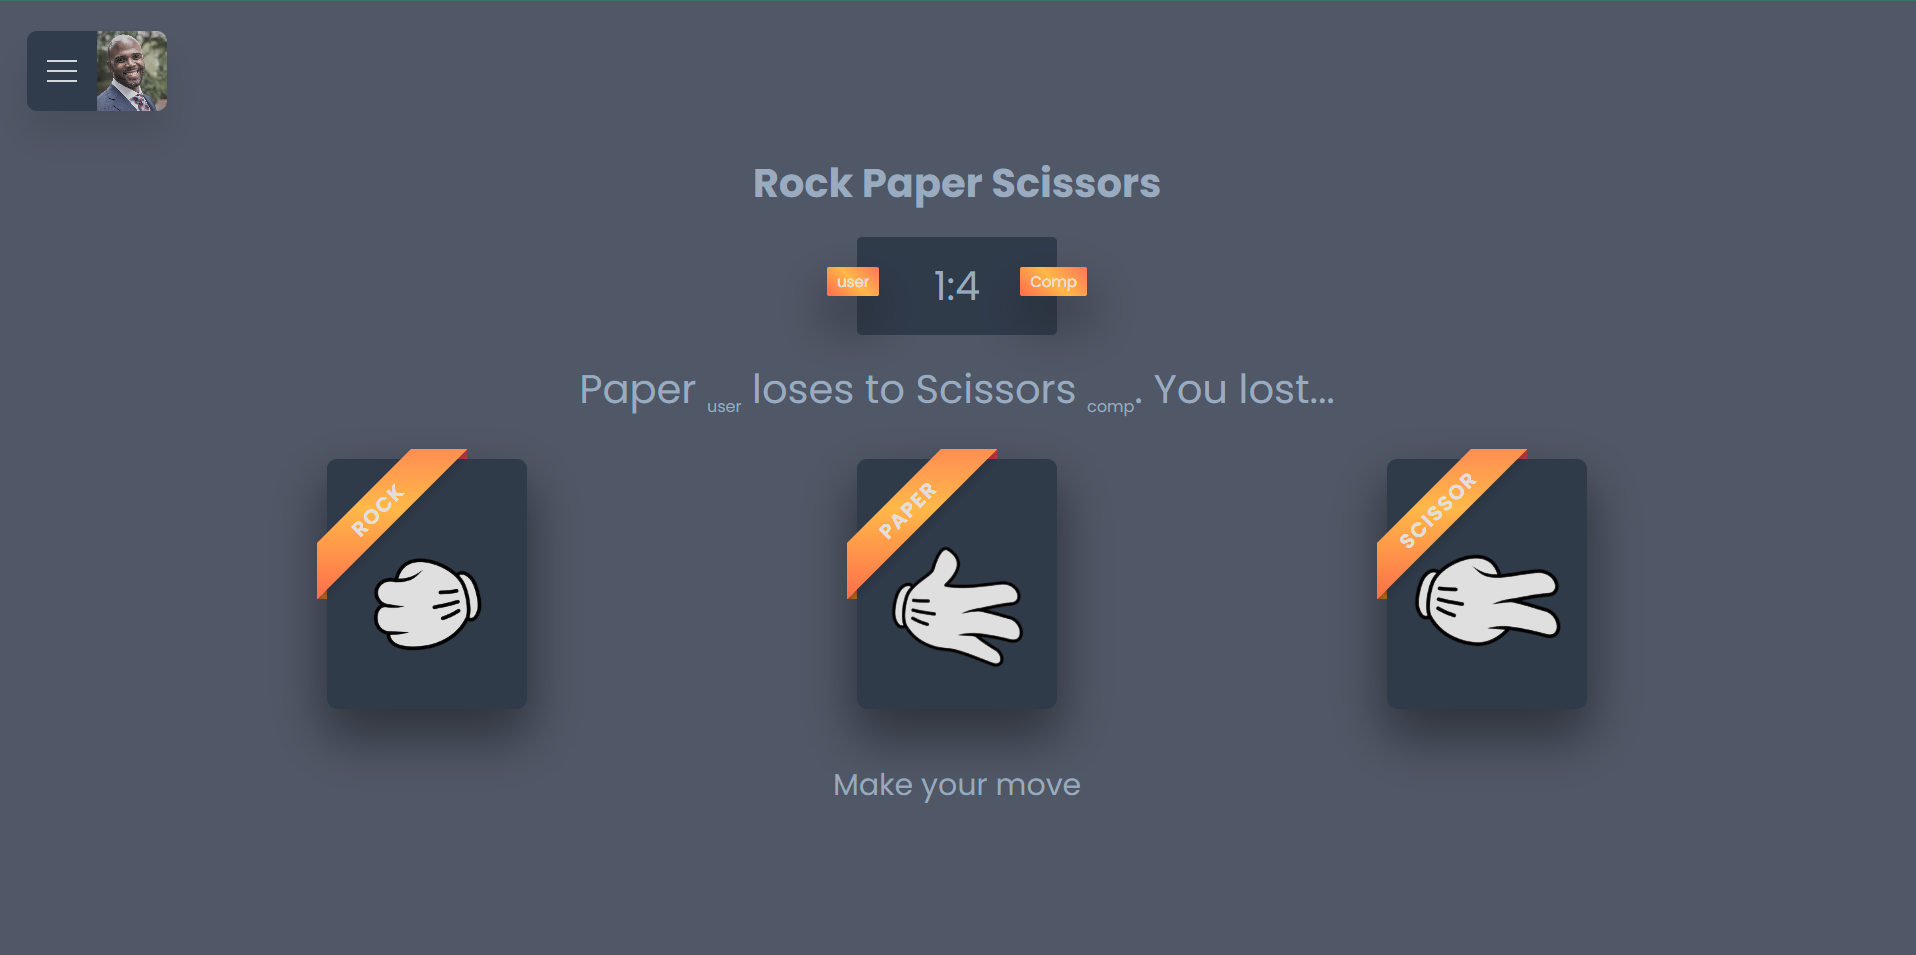 Rock Paper Scissors
user 1:4 Comp
Paper user loses to Scissors comp. You lost...
ROCK PAPER SCISSOR
Make your move